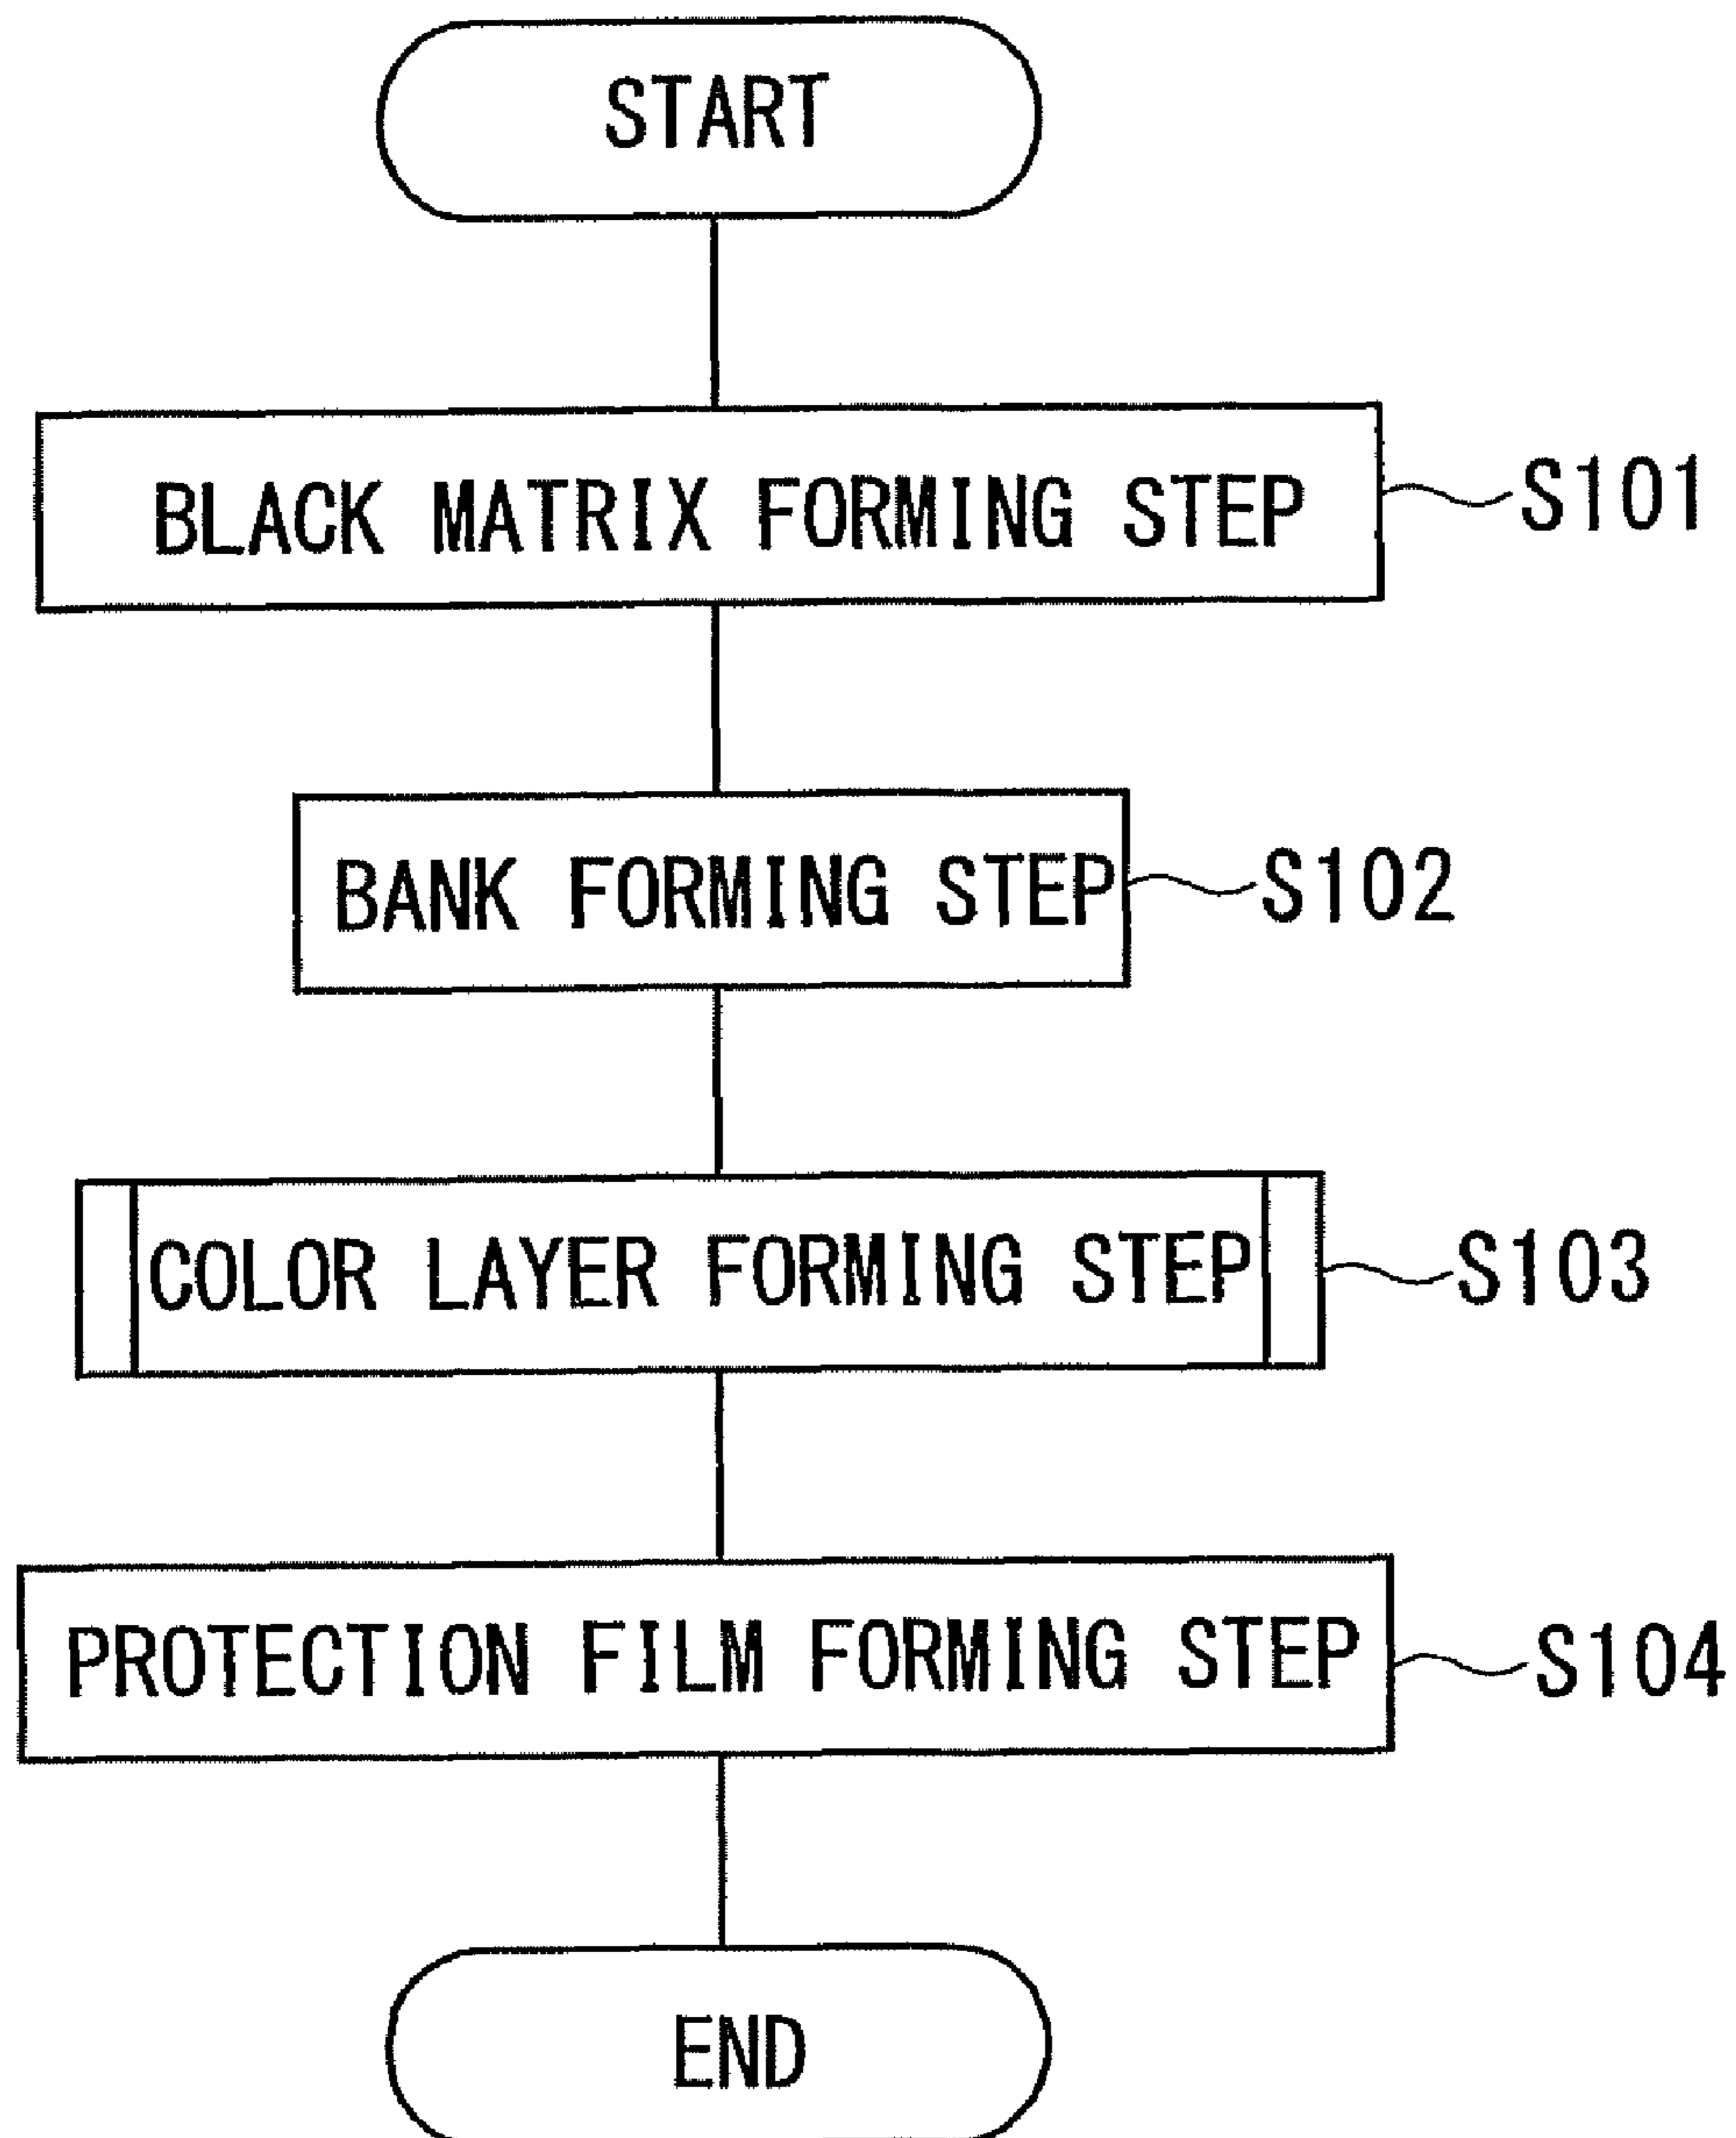 START
BLACK MATRIX FORMING STEP S101
BANK FORMING STEP S102
COLOR LAYER FORMING STEP S103
PROTECTION FILM FORMING STEP S104
END